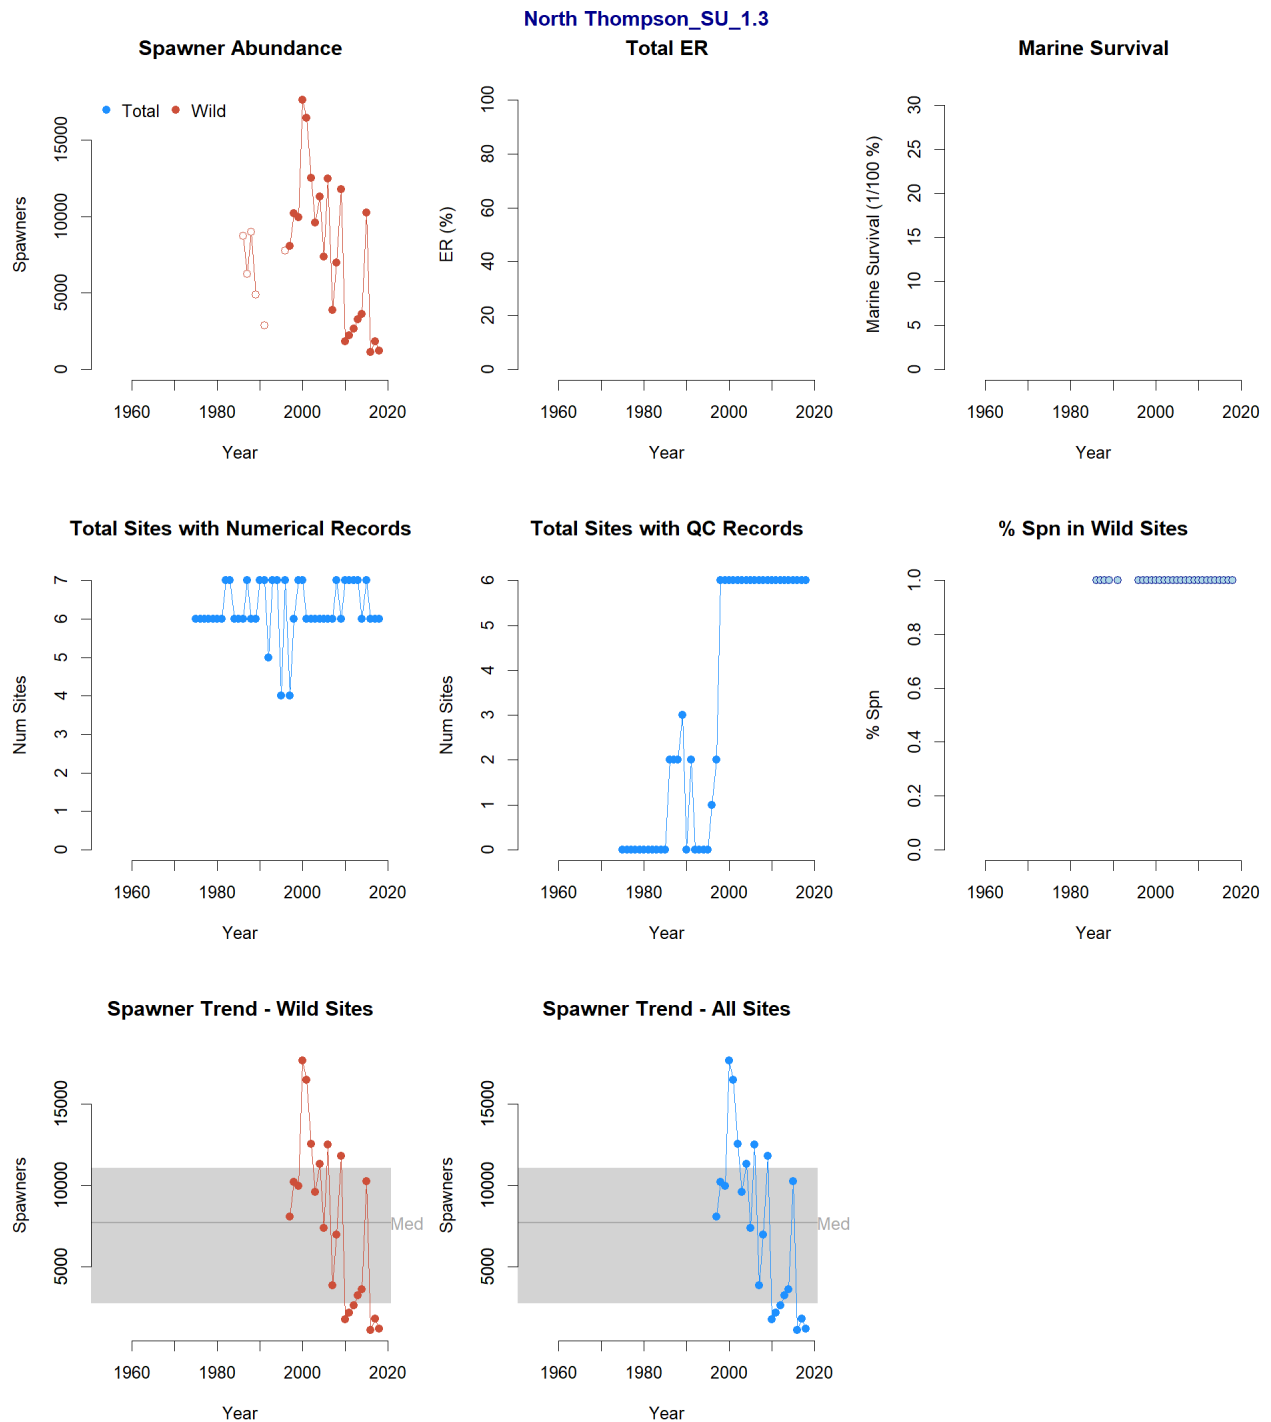 North Thompson_SU_1.3
Spawner Abundance
Total
Wild
Spawners
0
5000
10000
15000
1960
1980
2000
2020
Year
Total ER
ER (%)
0
20
40
60
80
100
1960
1980
2000
2020
Year
Marine Survival
Marine Survival (1/100 %)
0
5
10
15
20
25
30
1960
1980
2000
2020
Year
Total Sites with Numerical Records
Num Sites
0
1
2
3
4
5
6
7
1960
1980
2000
2020
Year
Total Sites with QC Records
Num Sites
0
1
2
3
4
5
6
1960
1980
2000
2020
Year
% Spn in Wild Sites
% Spn
0.0
0.2
0.4
0.6
0.8
1.0
1960
1980
2000
2020
Year
Spawner Trend - Wild Sites
Spawners
5000
10000
15000
Med
1960
1980
2000
2020
Year
Spawner Trend - All Sites
Spawners
5000
10000
15000
Med
1960
1980
2000
2020
Year